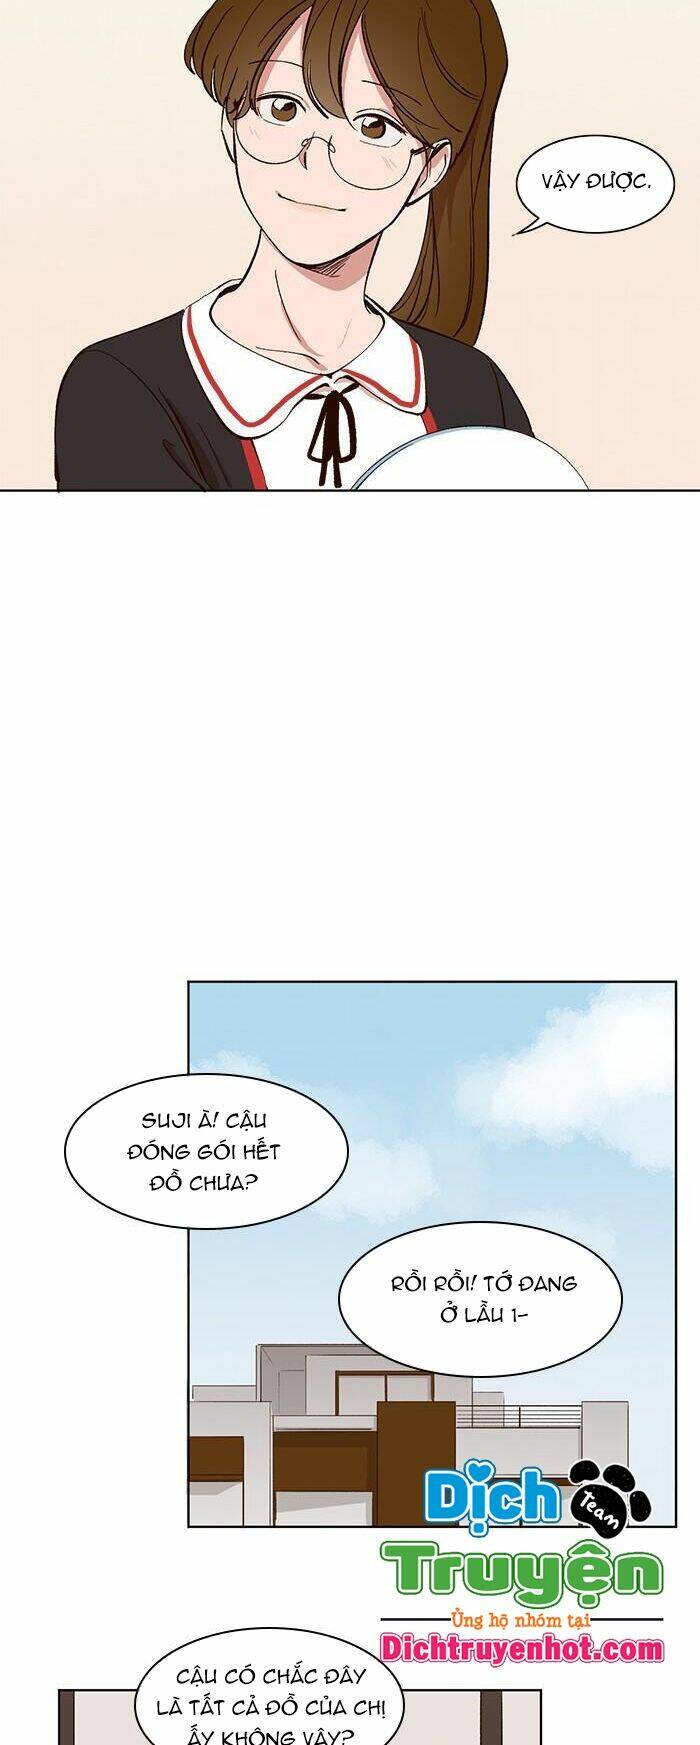 VẬY ĐƯỢC.
SUJI À! CẬU
ĐÓNG GÓI HẾT
ĐỒ CHƯA?
RỒI RỒI! TỚ ĐANG
Ở LẦU 1-
Dịch
Team
Truyện
Ủng hộ nhóm tại
Dichtruyenhot.com
CẬU CÓ CHẮC ĐÂY
LÀ TẤT CẢ ĐỒ CỦA CHỊ
ẤY KHÔNG VẬY?